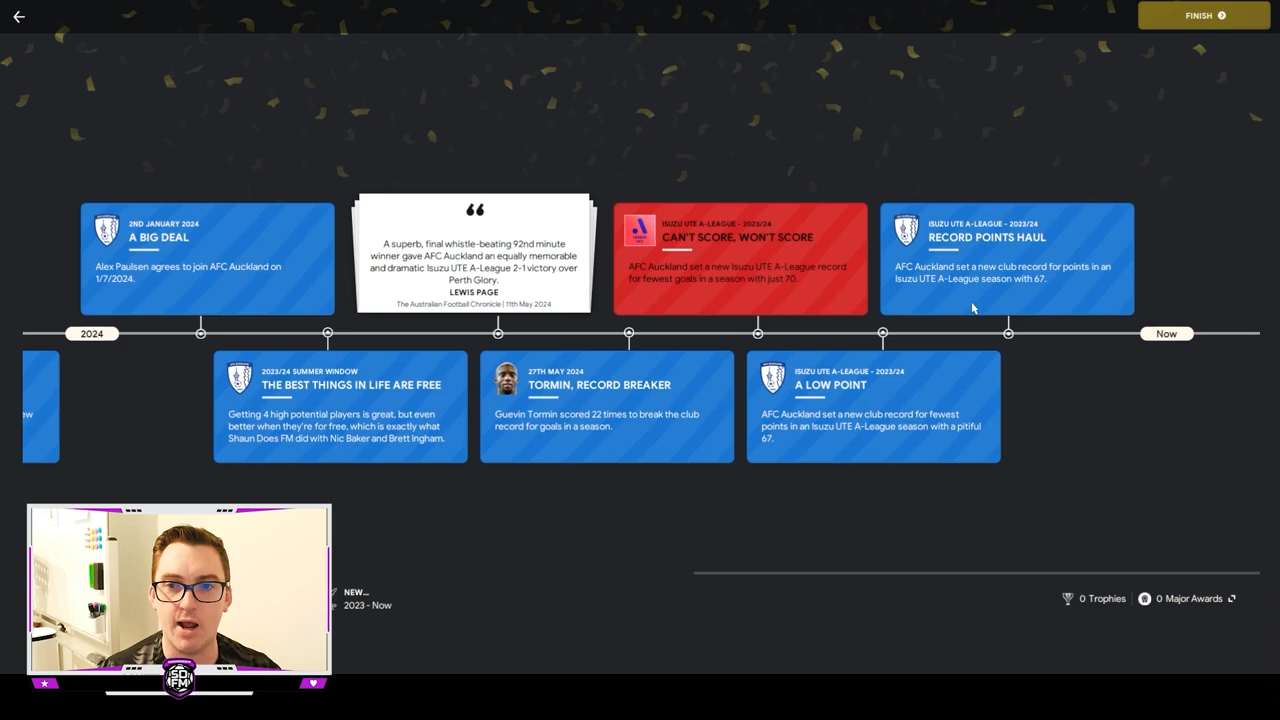 FINISH
2ND JANUARY 2024
A BIG DEAL
Alex Paulsen agrees to join AFC Auckland on
1/7/2024.
A superb, final whistle-beating 92nd minute
winner gave AFC Auckland an equally memorable
and dramatic Isuzu UTE A-League 2-1 victory over
Perth Glory.
LEWIS PAGE
The Australian Football Chronicle | 11th May 2024
ISUZU UTE A-LEAGUE - 2023/24
CAN'T SCORE, WON'T SCORE
AFC Auckland set a new Isuzu UTE A-League record
for fewest goals in a season with just 70.
ISUZU UTE A-LEAGUE - 2023/24
RECORD POINTS HAUL
AFC Auckland set a new club record for points in an
Isuzu UTE A-League season with 67.
2024
Now
2023/24 SUMMER WINDOW
THE BEST THINGS IN LIFE ARE FREE
Getting 4 high potential players is great, but even
better when they're for free, which is exactly what
Shaun Does FM did with Nic Baker and Brett Ingham.
27TH MAY 2024
TORMIN, RECORD BREAKER
Guevin Tormin scored 22 times to break the club
record for goals in a season.
ISUZU UTE A-LEAGUE - 2023/24
A LOW POINT
AFC Auckland set a new club record for fewest
points in an Isuzu UTE A-League season with a pitiful
67.
NEW...
2023 - Now
0 Trophies
0 Major Awards
SD
FM